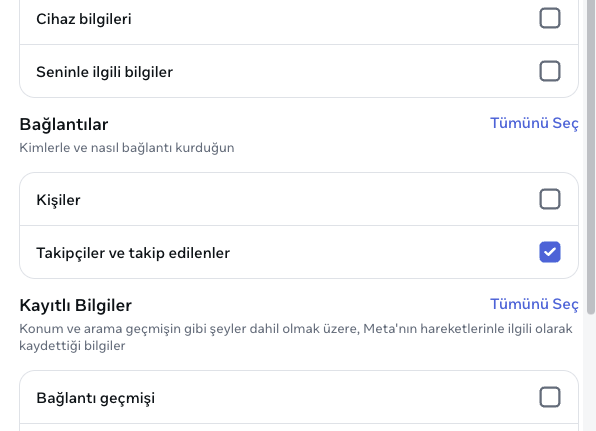 Cihaz bilgileri
Seninle ilgili bilgiler
Bağlantılar
Tümünü Seç
Kimlerle ve nasıl bağlantı kurduğun
Kişiler
Takipçiler ve takip edilenler
Kayıtlı Bilgiler
Tümünü Seç
Konum ve arama geçmişin gibi şeyler dahil olmak üzere, Meta'nın hareketlerinle ilgili olarak
kaydettiği bilgiler
Bağlantı geçmişi